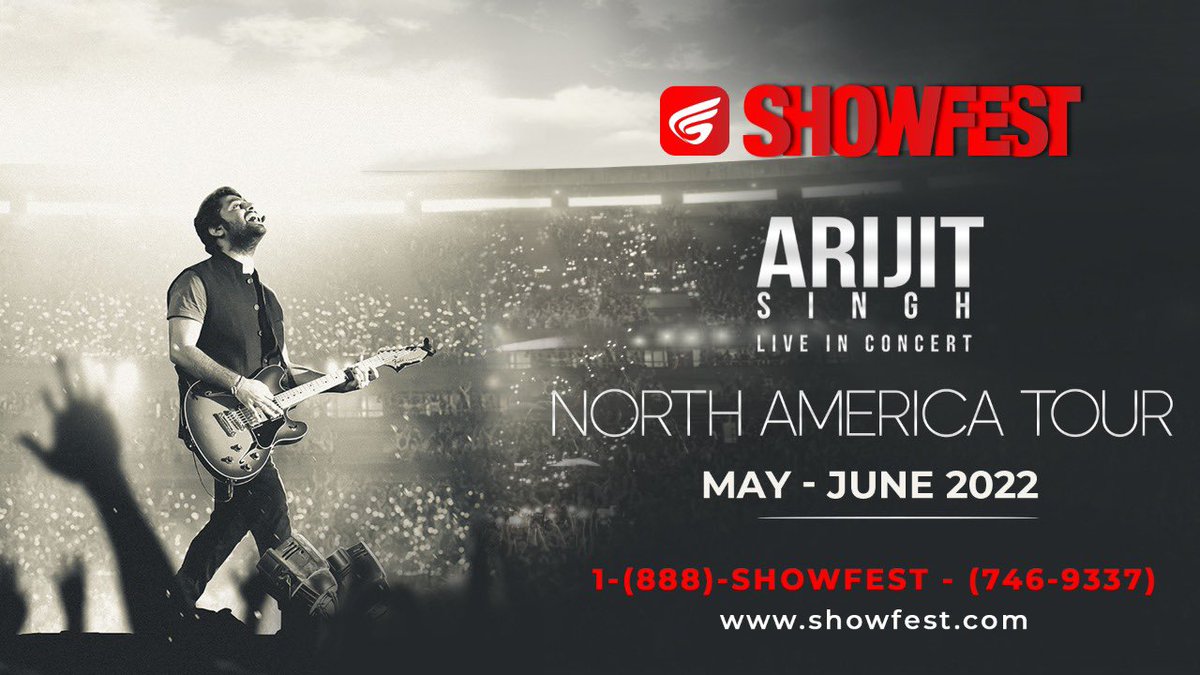 SHOWFEST
ARIJIT
SINGH
LIVE IN CONCERT
NORTH AMERICA TOUR
MAY - JUNE 2022
1-(888)-SHOWFEST - (746-9337)
www.showfest.com